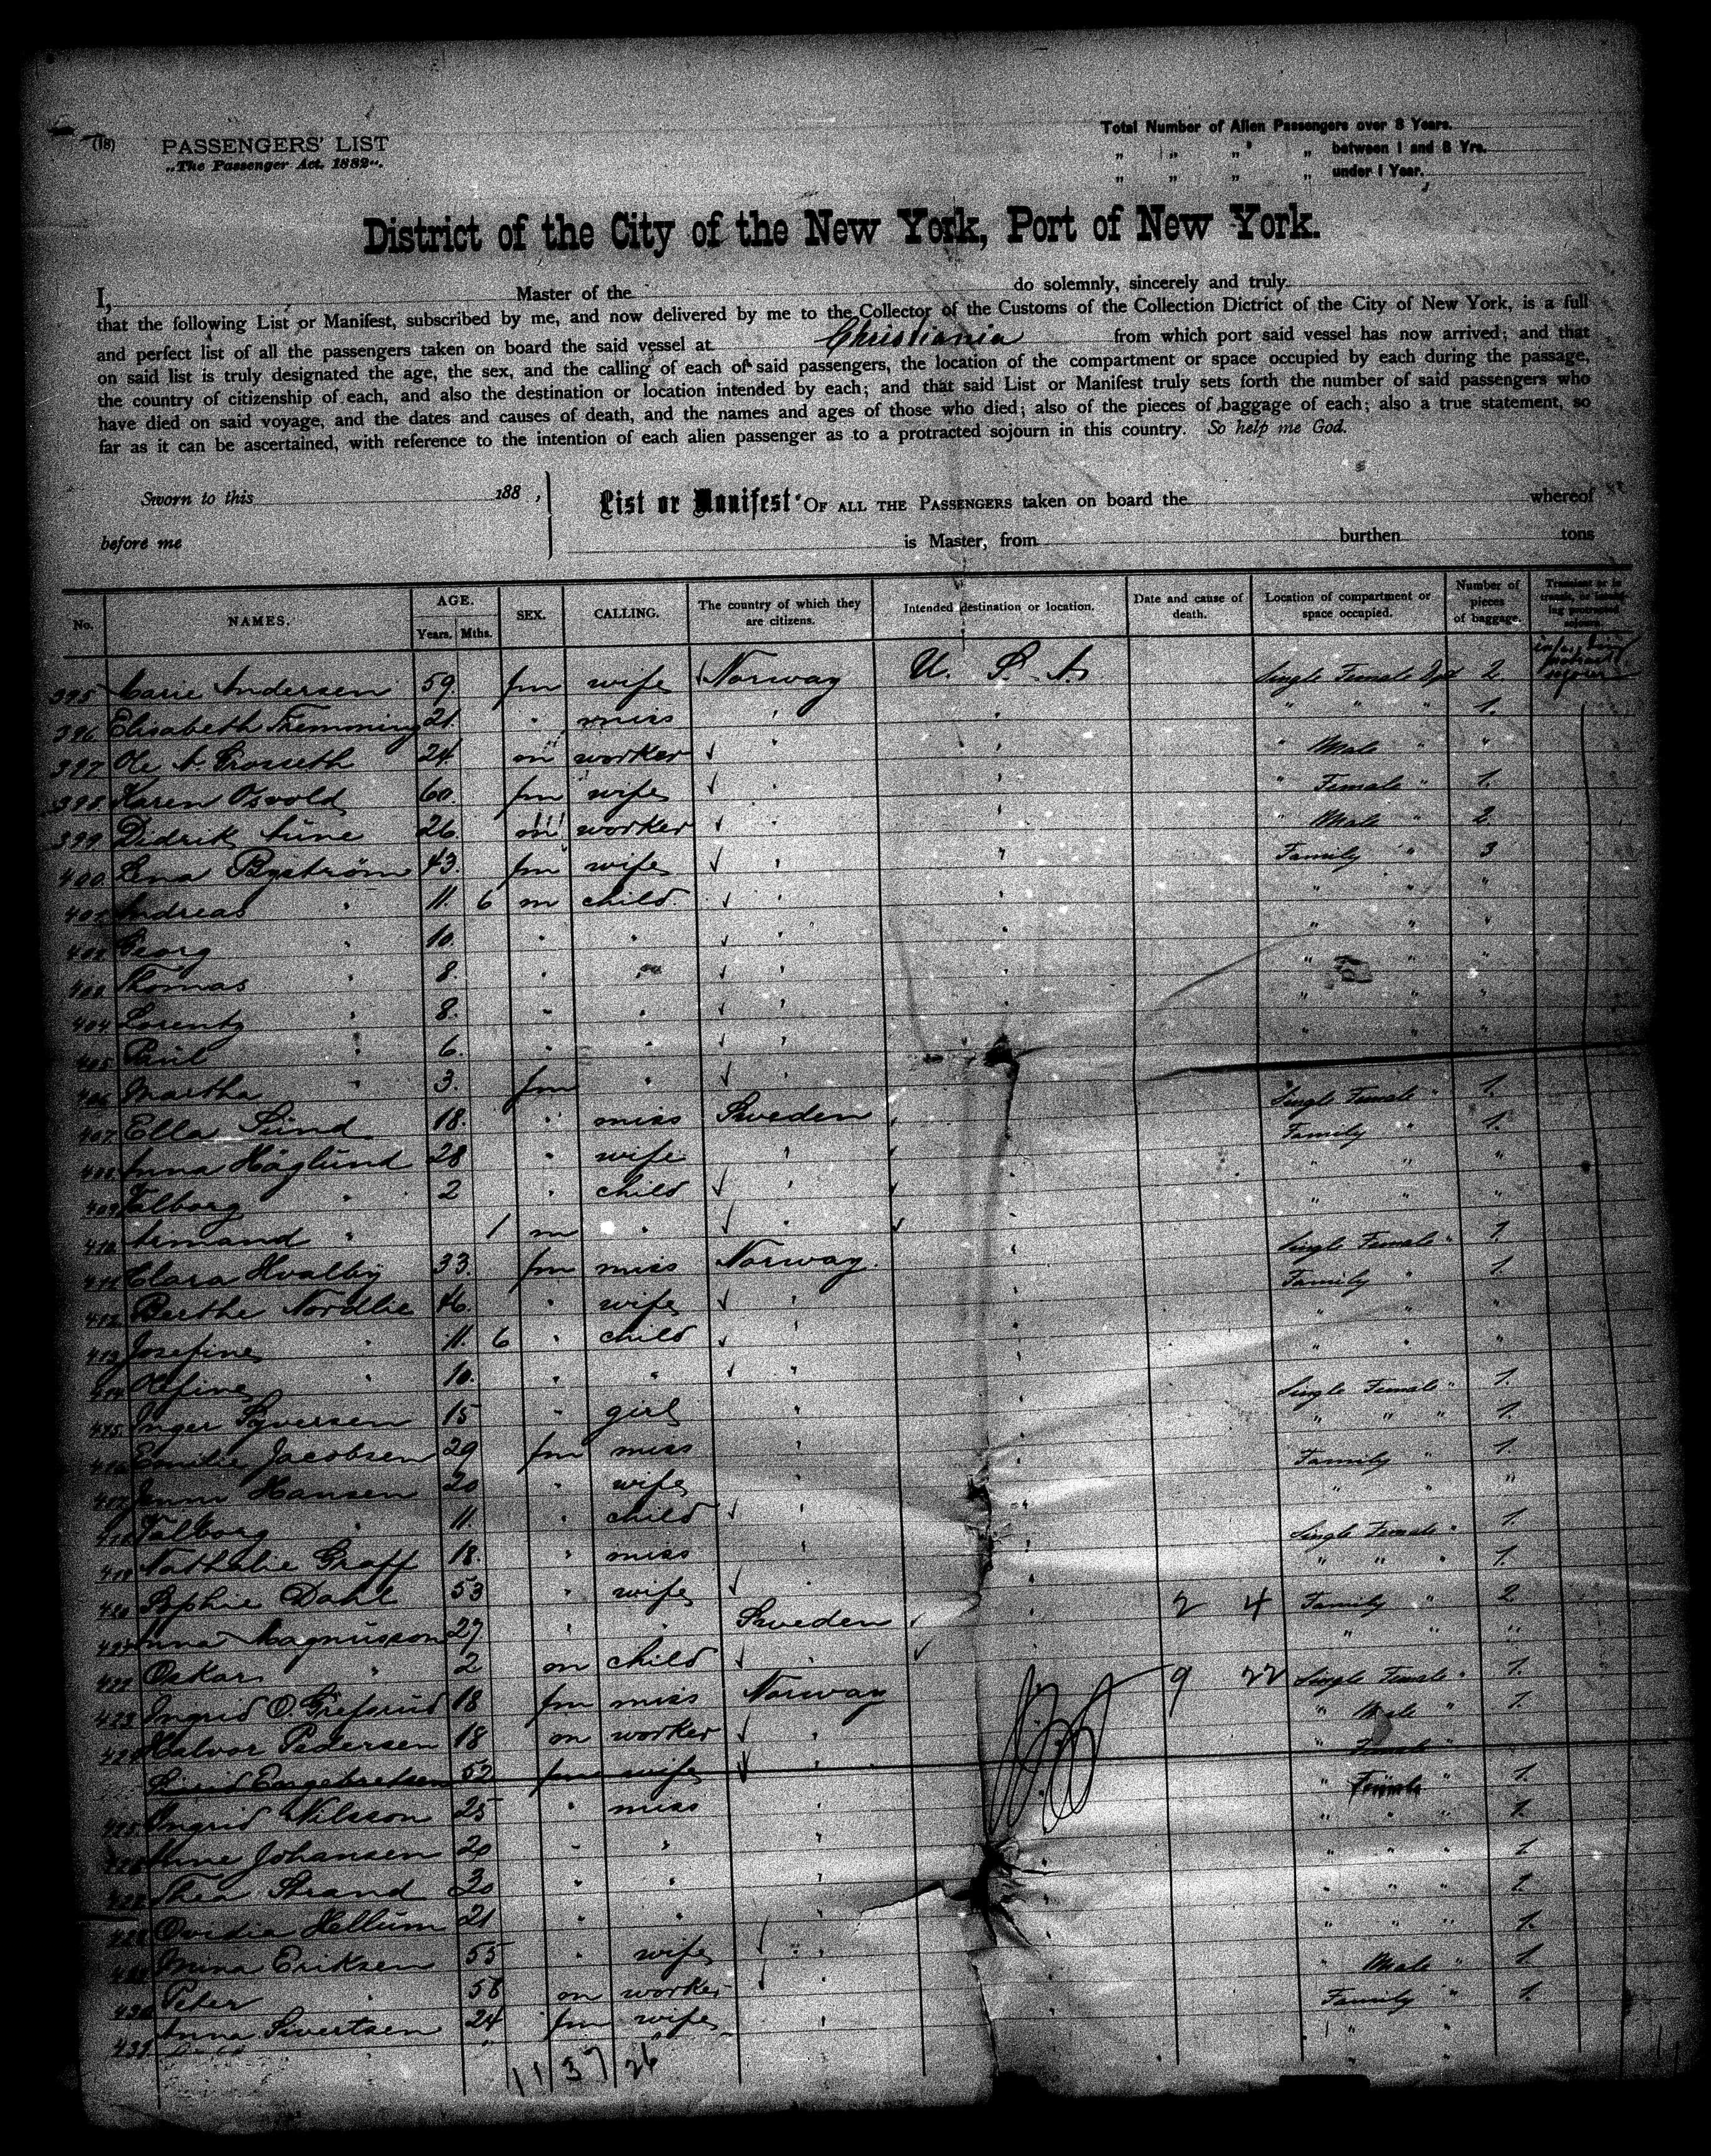 (18) PASSENGERS' LIST
„The Passenger Act. 1882".
Total Number of Alien Passengers over 8 Years.
„ „ „ „ between 1 and 8 Yrs.
„ „ „ „ under 1 Year.
District of the City of the New York, Port of New York.
I, Master of the do solemnly, sincerely and truly
that the following List or Manifest, subscribed by me, and now delivered by me to the Collector of the Customs of the Collection Dictrict of the City of New York, is a full
and perfect list of all the passengers taken on board the said vessel at Christiania from which port said vessel has now arrived; and that
on said list is truly designated the age, the sex, and the calling of each of said passengers, the location of the compartment or space occupied by each during the passage,
the country of citizenship of each, and also the destination or location intended by each; and that said List or Manifest truly sets forth the number of said passengers who
have died on said voyage, and the dates and causes of death, and the names and ages of those who died; also of the pieces of baggage of each; also a true statement, so
far as it can be ascertained, with reference to the intention of each alien passenger as to a protracted sojourn in this country. So help me God.
Sworn to this 188 ,
before me
List or Manifest OF ALL THE PASSENGERS taken on board the whereof
is Master, from burthen tons
No. NAMES. AGE. Years. Mths. SEX. CALLING. The country of which they are citizens. Intended destination or location. Date and cause of death. Location of compartment or space occupied. Number of pieces of baggage.
395 Marie Andersen 59 fm wife Norway U. S. A. Single Female 2.
396 Elisabeth Flemming 21 " miss " " " " " 1.
397 Ole A. Grosseth 24 m worker " " " Male " "
398 Karen Osvold 60. fm wife " " " Female " 1.
399 Didrik Aune 26. m worker " " " Male " 2.
400 Lena Byström 43. fm wife " " Family " 3
401 Andreas " 11. 6 m child " " " " "
402 Georg " 10. " " " " " " "
403 Thomas " 8. " " " " " " "
404 Lorentz " 8. " " " " " " "
405 Paul " 6. " " " " " " "
406 Martha " 3. fm " "
407 Ella Lund 18. " miss Sweden " Single Female " 1.
408 Anna Höglund 28 " wife " " Family " 1.
409 Valborg " 2 " child " " " " "
410 Armand " 1 m " " " " " "
411 Clara Hvalby 33. fm miss Norway " Single Female " 1
412 Berthe Nordlie 46. " wife " " Family " 1.
413 Josefine " 11. 6 " child " " " " "
414 Olefine " 10. " " " " " " "
415 Inger Syversen 15 " girl " " Single Female " 1.
416 Emilie Jacobsen 29 fm miss " " " " " 1.
417 Jenni Hansen 20 " wife " " Family " 1.
418 Valborg " 11. " child " " " " "
419 Nathalie Graff 18. " miss " " Single Female " 1.
420 Sophie Dahl 53 " wife " " " " " 1.
421 Anna Magnusson 27 " " Sweden " 2 4 Family " 2.
422 Oskar " 2 m child " " " "
423 Ingrid O. Grefsrud 18 fm miss Norway 9 22 Single Female " 1.
424 Halvor Pedersen 18 m worker " " Male " 1.
Engebretsen 52 fm wife " " Female "
425 Ingrid Nilsson 25 " miss " " Female " 1.
Anne Johansen 20 " " " " " " " 1.
Thea Strand 30 " " " " " " " 1
Ovidia Hellum 21 " " " " " " " 1.
Mina Eriksen 55 " wife " " " " " 1.
430 Peter " 58 m worker " " Male " 1.
431 Anna Sivertsen 24 fm wife " " Family " 1.
11 37 26